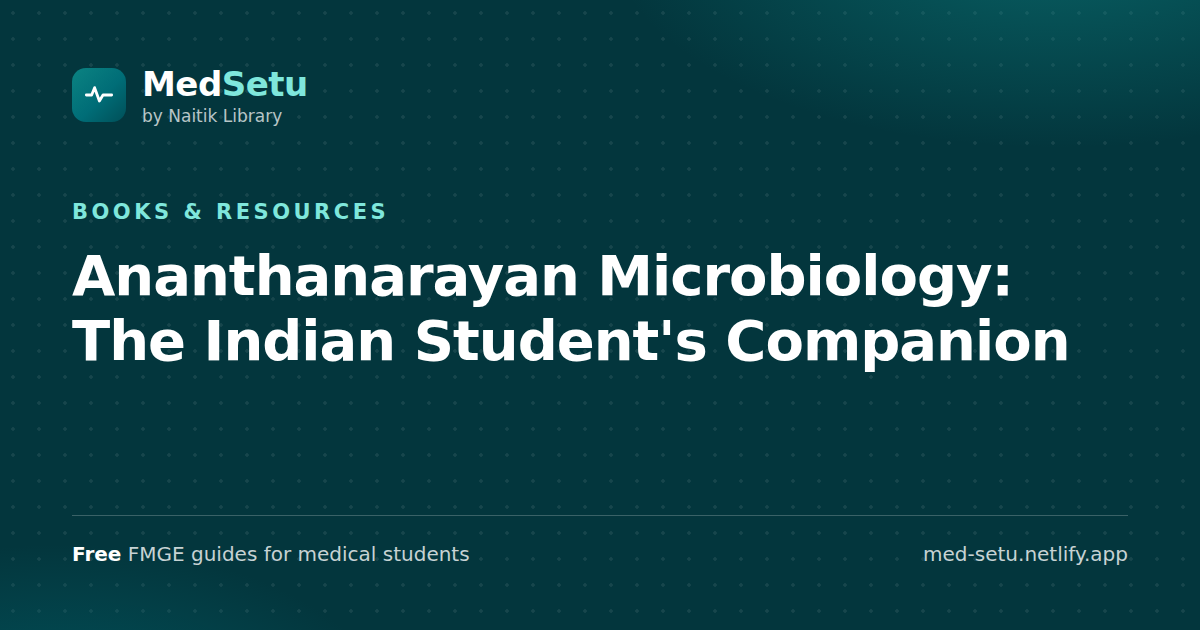 MedSetu
by Naitik Library
BOOKS & RESOURCES
Ananthanarayan Microbiology:
The Indian Student's Companion
Free FMGE guides for medical students
med-setu.netlify.app